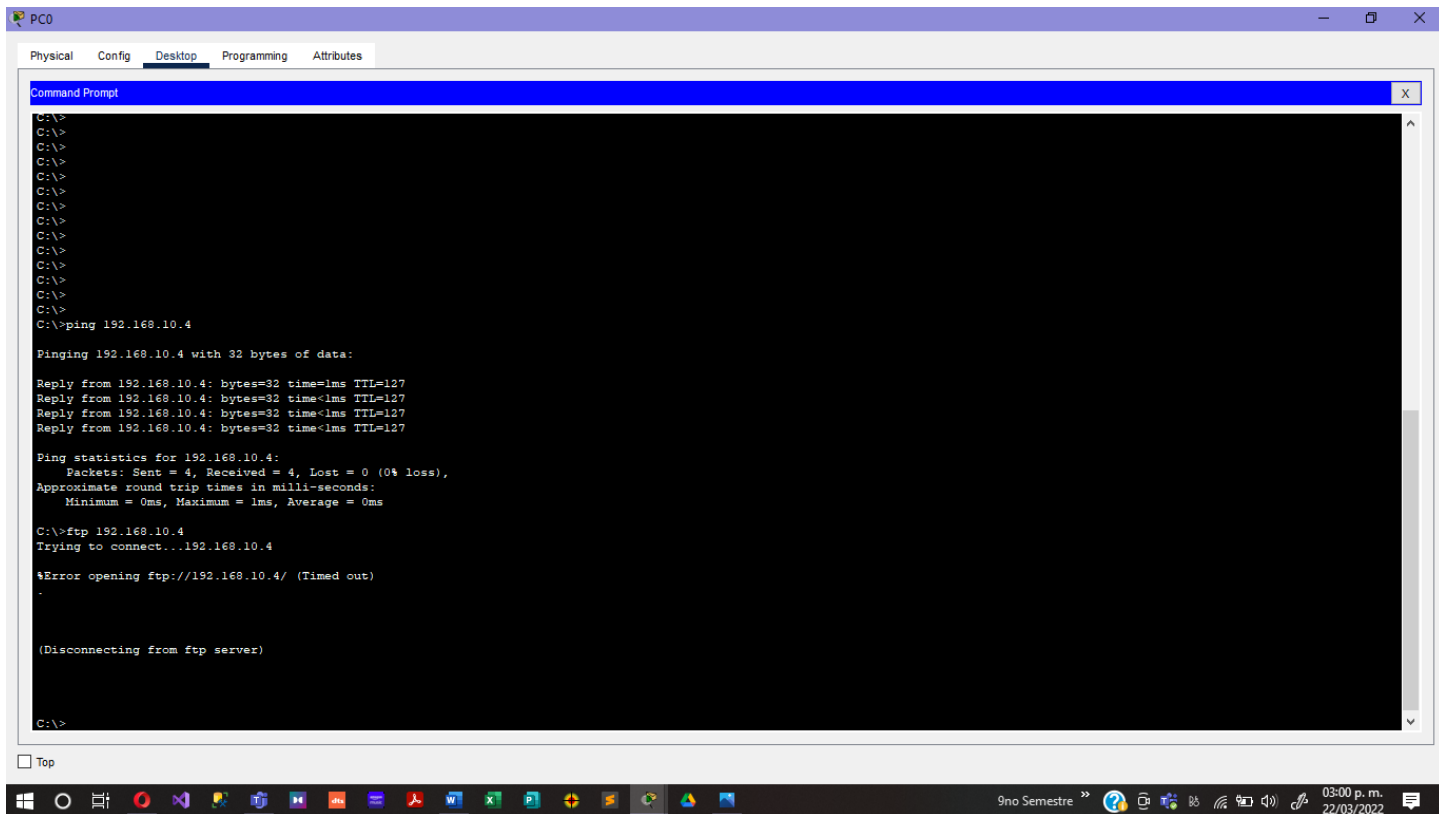 PC0
Physical Config Desktop Programming Attributes
Command Prompt
X
C:\>
C:\>
C:\>
C:\>
C:\>
C:\>
C:\>
C:\>
C:\>
C:\>
C:\>
C:\>
C:\>
C:\>
C:\>ping 192.168.10.4
Pinging 192.168.10.4 with 32 bytes of data:
Reply from 192.168.10.4: bytes=32 time=1ms TTL=127
Reply from 192.168.10.4: bytes=32 time<1ms TTL=127
Reply from 192.168.10.4: bytes=32 time<1ms TTL=127
Reply from 192.168.10.4: bytes=32 time<1ms TTL=127
Ping statistics for 192.168.10.4:
Packets: Sent = 4, Received = 4, Lost = 0 (0% loss),
Approximate round trip times in milli-seconds:
Minimum = 0ms, Maximum = 1ms, Average = 0ms
C:\>ftp 192.168.10.4
Trying to connect...192.168.10.4
%Error opening ftp://192.168.10.4/ (Timed out)
.
(Disconnecting from ftp server)
C:\>
Top
9no Semestre
03:00 p. m.
22/03/2022